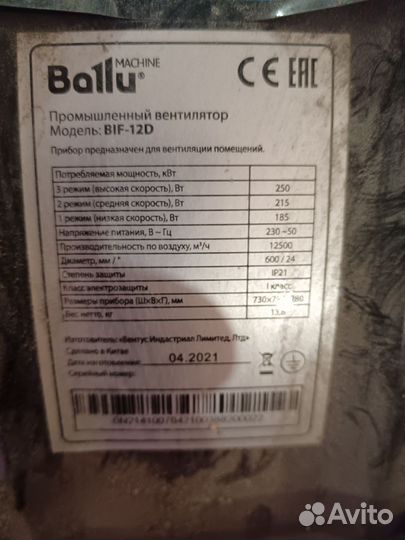 MACHINE
Ballu®
CE EAC
Промышленный вентилятор
Модель: BIF-12D
Прибор предназначен для вентиляции помещений.
Потребляемая мощность, кВт
3 режим (высокая скорость), Вт 250
2 режим (средняя скорость), Вт 215
1 режим (низкая скорость), Вт 185
Напряжение питания, В ~ Гц 230 ~50
Производительность по воздуху, м³/ч 12500
Диаметр, мм / " 600 / 24
Степень защиты IP21
Класс электрозащиты I класс
Размеры прибора (Ш×В×Г), мм
Вес нетто, кг
Изготовитель: «Вентус Индастриал Лимитед, Лтд»
Сделано в Китае
Дата изготовления: 04.2021
Серийный номер:
Avito